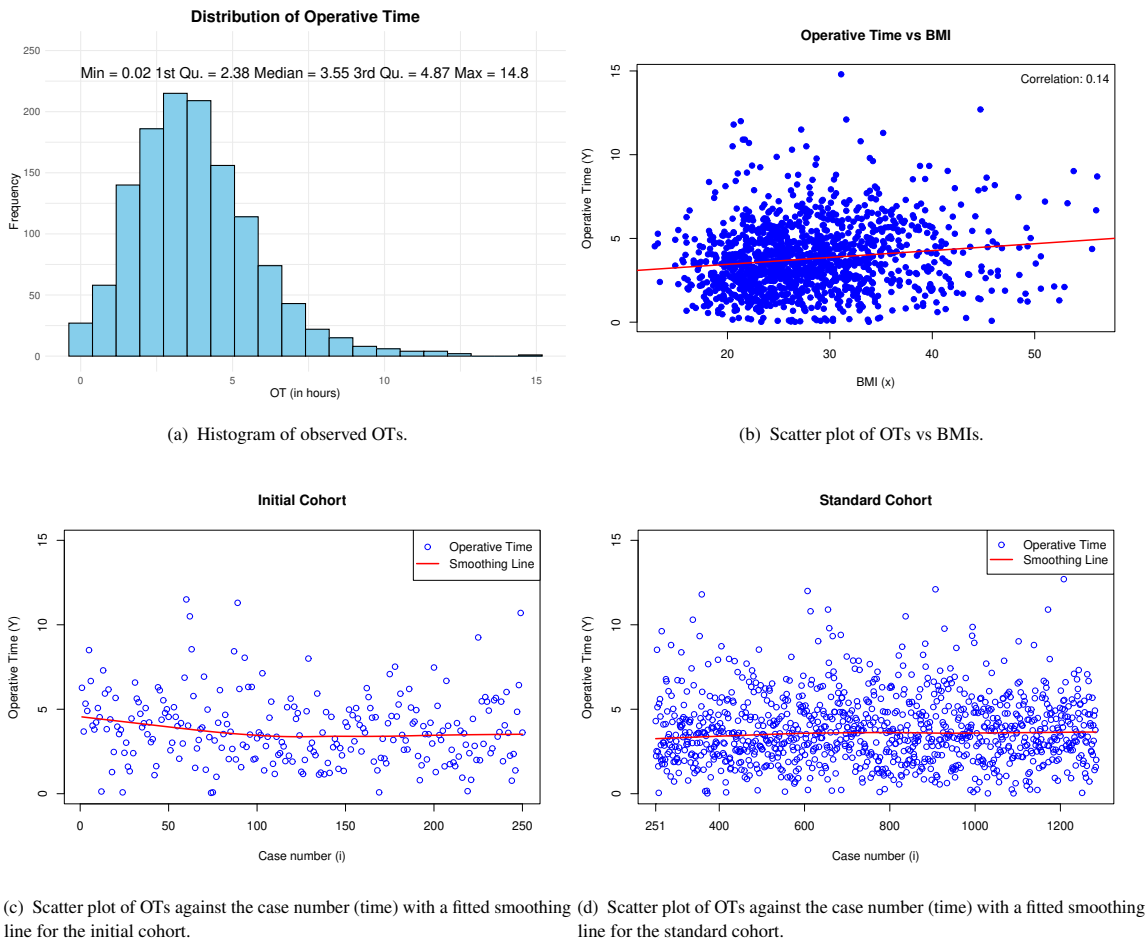 Distribution of Operative Time
250
200
150
100
50
0
Frequency
Min = 0.02 1st Qu. = 2.38 Median = 3.55 3rd Qu. = 4.87 Max = 14.8
0
5
10
15
OT (in hours)
(a) Histogram of observed OTs.
Operative Time vs BMI
15
10
5
0
Operative Time (Y)
Correlation: 0.14
20
30
40
50
BMI (x)
(b) Scatter plot of OTs vs BMIs.
Initial Cohort
15
10
5
0
Operative Time (Y)
Operative Time
Smoothing Line
0
50
100
150
200
250
Case number (i)
(c) Scatter plot of OTs against the case number (time) with a fitted smoothing
line for the initial cohort.
Standard Cohort
15
10
5
0
Operative Time (Y)
Operative Time
Smoothing Line
251
400
600
800
1000
1200
Case number (i)
(d) Scatter plot of OTs against the case number (time) with a fitted smoothing
line for the standard cohort.